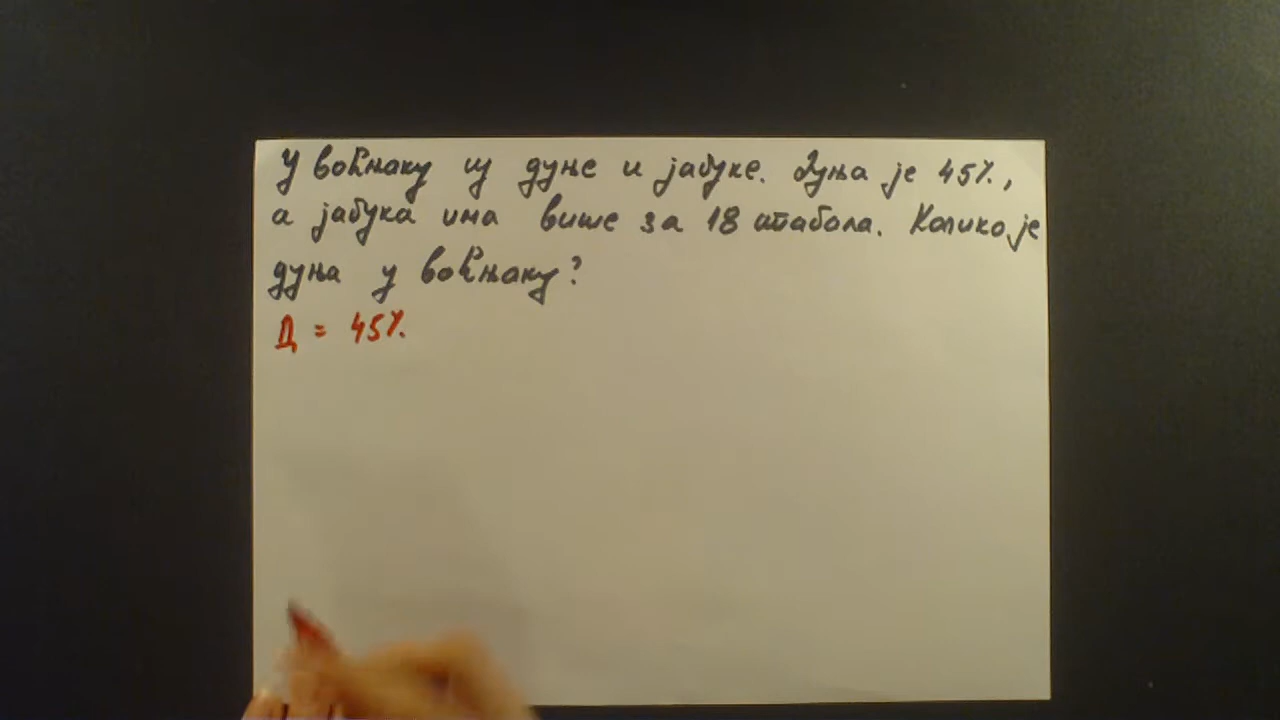 У воћњаку су дуње и јабуке. Дуња је 45%,
а јабука има више за 18 стабала. Колико је
дуња у воћњаку?
Д = 45%